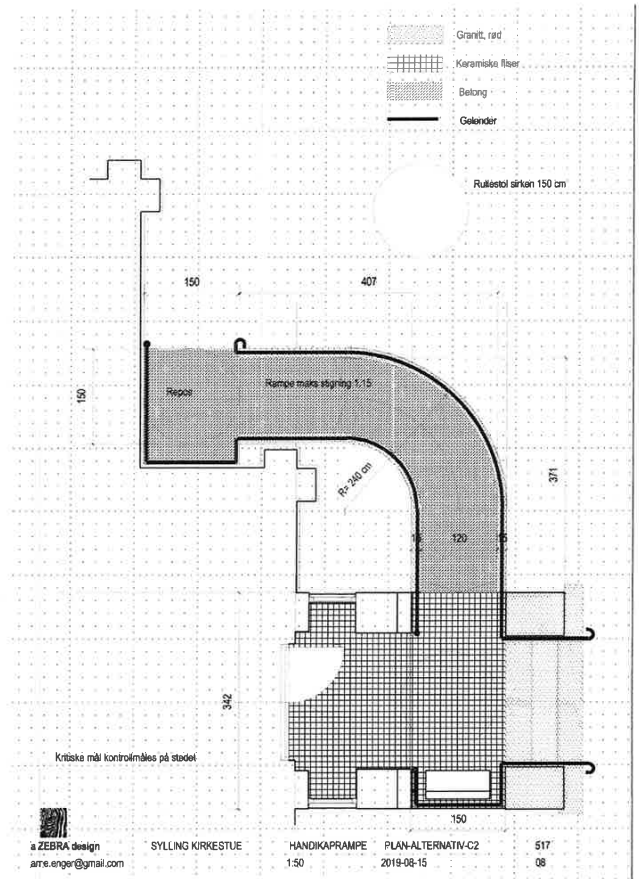 Granitt, rød
Keramiske fliser
Betong
Gelender
Rullestol sirkel 150 cm
150
407
Repos
Rampe maks stigning 1:15
150
R= 240 cm
371
15
120
15
342
Kritiske mål kontrollmåles på stedet
150
a ZEBRA design
SYLLING KIRKESTUE
HANDIKAPRAMPE
PLAN-ALTERNATIV-C2
517
arne.enger@gmail.com
1:50
2019-08-15
08